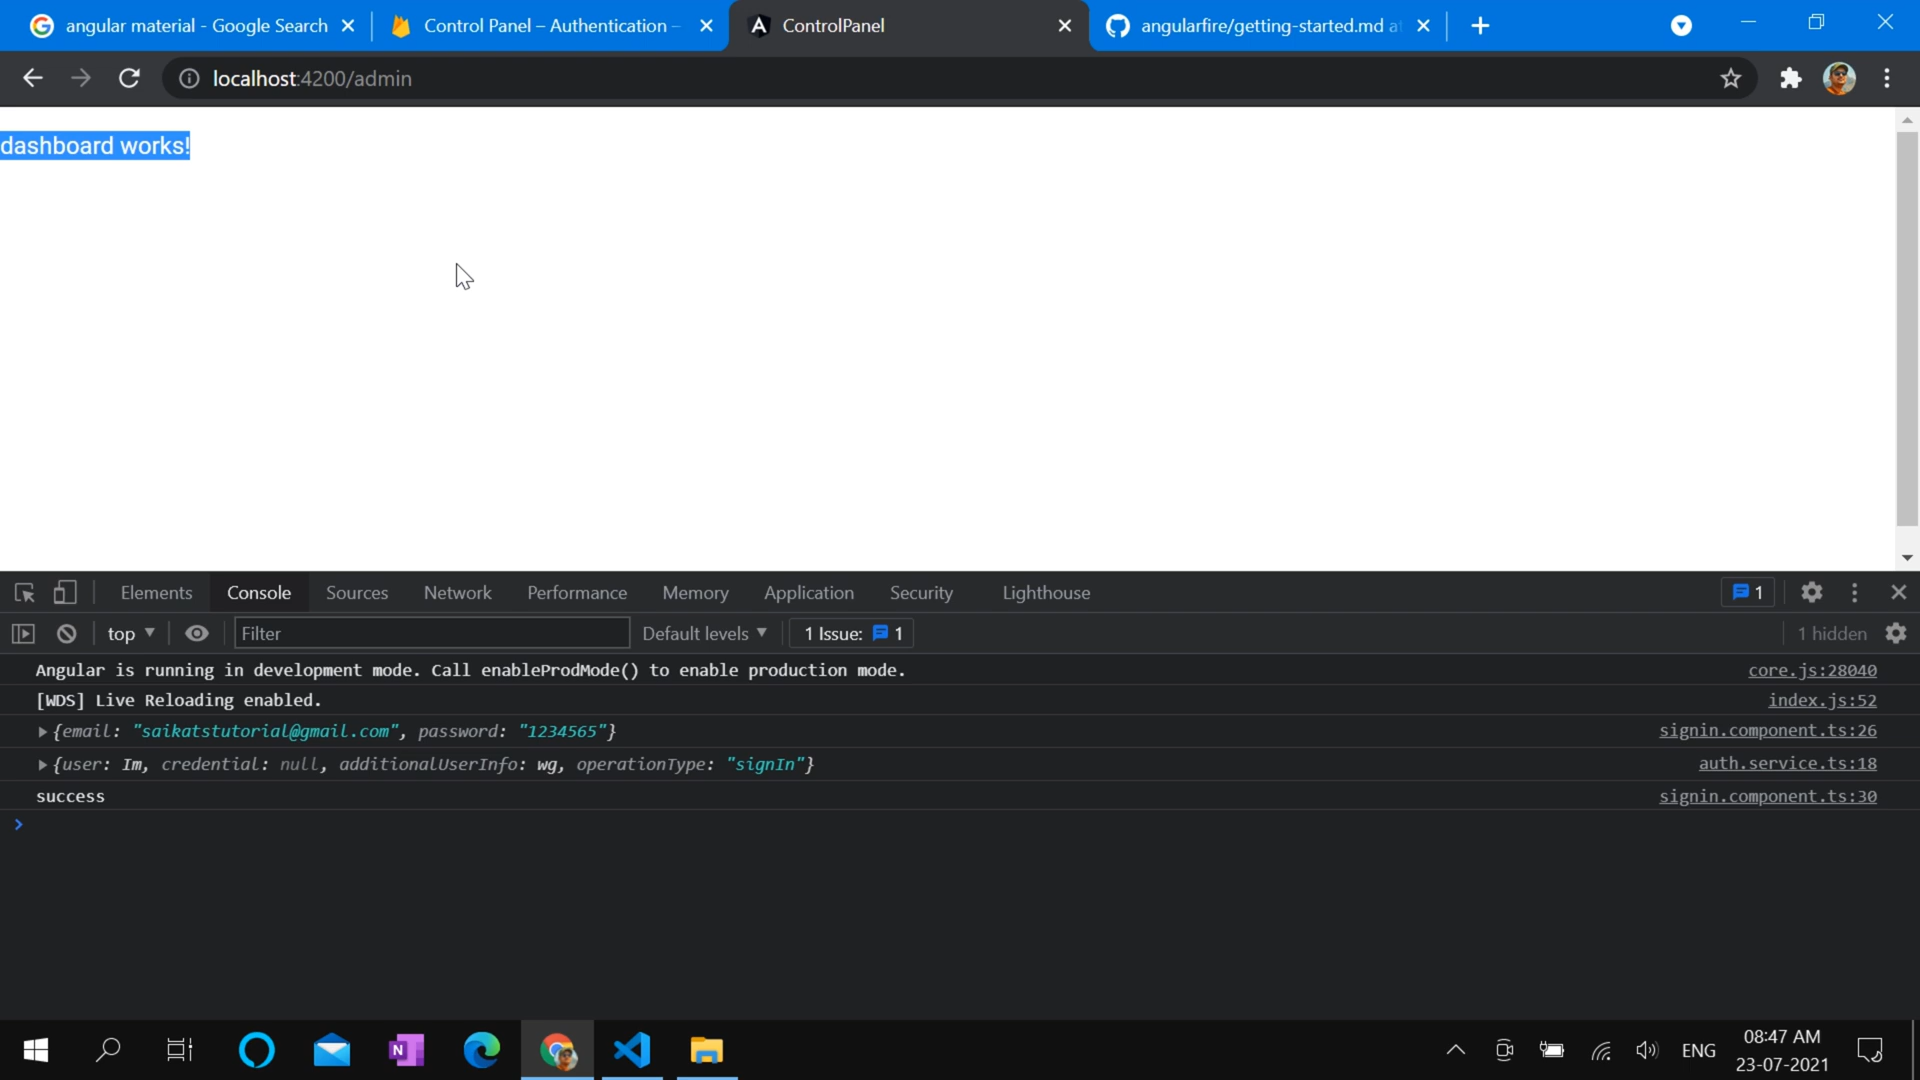 angular material - Google Search
Control Panel – Authentication –
ControlPanel
angularfire/getting-started.md at
localhost:4200/admin
dashboard works!
Elements
Console
Sources
Network
Performance
Memory
Application
Security
Lighthouse
1
top
Filter
Default levels
1 Issue: 1
1 hidden
Angular is running in development mode. Call enableProdMode() to enable production mode.
core.js:28040
[WDS] Live Reloading enabled.
index.js:52
{email: "saikatstutorial@gmail.com", password: "1234565"}
signin.component.ts:26
{user: Im, credential: null, additionalUserInfo: wg, operationType: "signIn"}
auth.service.ts:18
success
signin.component.ts:30
ENG
08:47 AM
23-07-2021